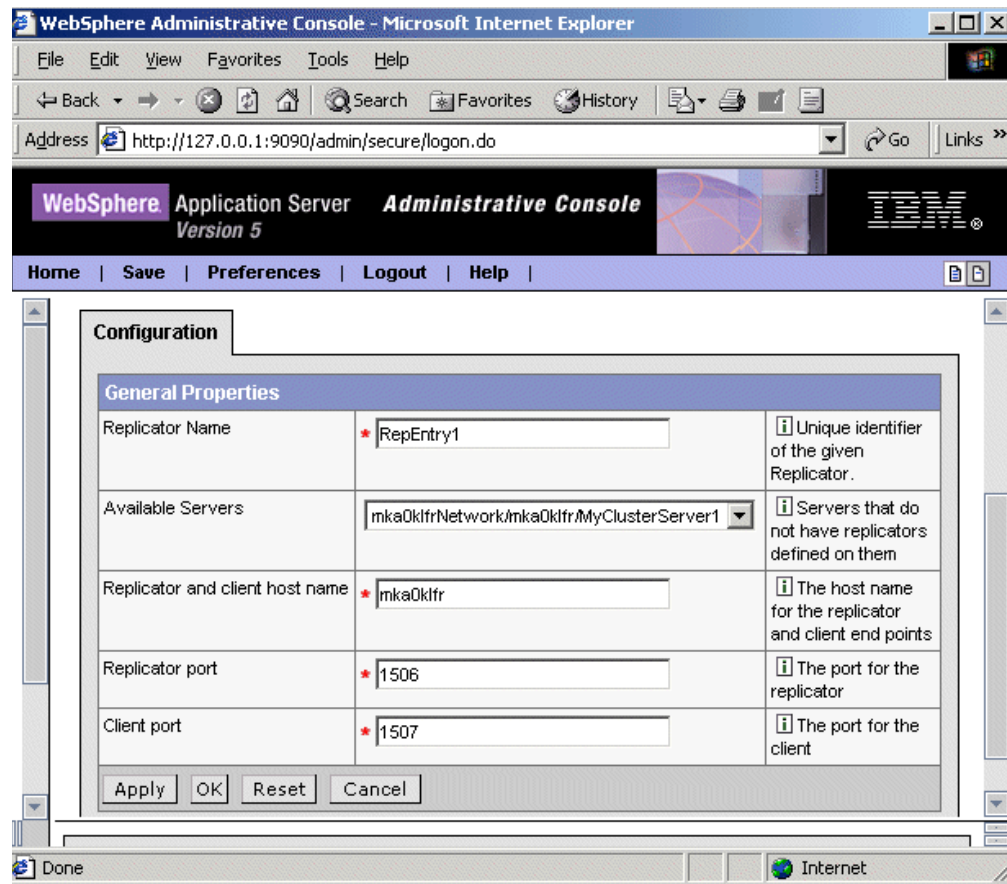 WebSphere Administrative Console - Microsoft Internet Explorer
File Edit View Favorites Tools Help
Back Search Favorites History
Address http://127.0.0.1:9090/admin/secure/logon.do Go Links »
WebSphere. Application Server Administrative Console
Version 5
IBM®
Home | Save | Preferences | Logout | Help |
Configuration
General Properties
Replicator Name * RepEntry1 i Unique identifier
of the given
Replicator.
Available Servers mka0klfrNetwork/mka0klfr/MyClusterServer1 i Servers that do
not have replicators
defined on them
Replicator and client host name * mka0klfr i The host name
for the replicator
and client end points
Replicator port * 1506 i The port for the
replicator
Client port * 1507 i The port for the
client
Apply OK Reset Cancel
Done Internet